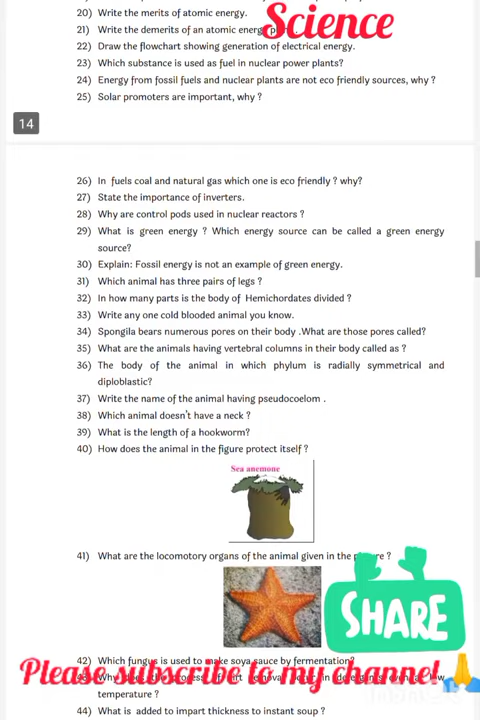 20) Write the merits of atomic energy.
Science
21) Write the demerits of an atomic energy
22) Draw the flowchart showing generation of electrical energy.
23) Which substance is used as fuel in nuclear power plants?
24) Energy from fossil fuels and nuclear plants are not eco friendly sources, why ?
25) Solar promoters are important, why ?
14
26) In fuels coal and natural gas which one is eco friendly ? why?
27) State the importance of inverters.
28) Why are control pods used in nuclear reactors ?
29) What is green energy ? Which energy source can be called a green energy
source?
30) Explain: Fossil energy is not an example of green energy.
31) Which animal has three pairs of legs ?
32) In how many parts is the body of Hemichordates divided ?
33) Write any one cold blooded animal you know.
34) Spongila bears numerous pores on their body .What are those pores called?
35) What are the animals having vertebral columns in their body called as ?
36) The body of the animal in which phylum is radially symmetrical and
diploblastic?
37) Write the name of the animal having pseudocoelom .
38) Which animal doesn't have a neck ?
39) What is the length of a hookworm?
40) How does the animal in the figure protect itself ?
Sea anemone
41) What are the locomotory organs of the animal given in the ?
SHARE
42) Which fungus is used to make soya sauce by fermentation?
Please subscribe to my channel
temperature ?
44) What is added to impart thickness to instant soup ?